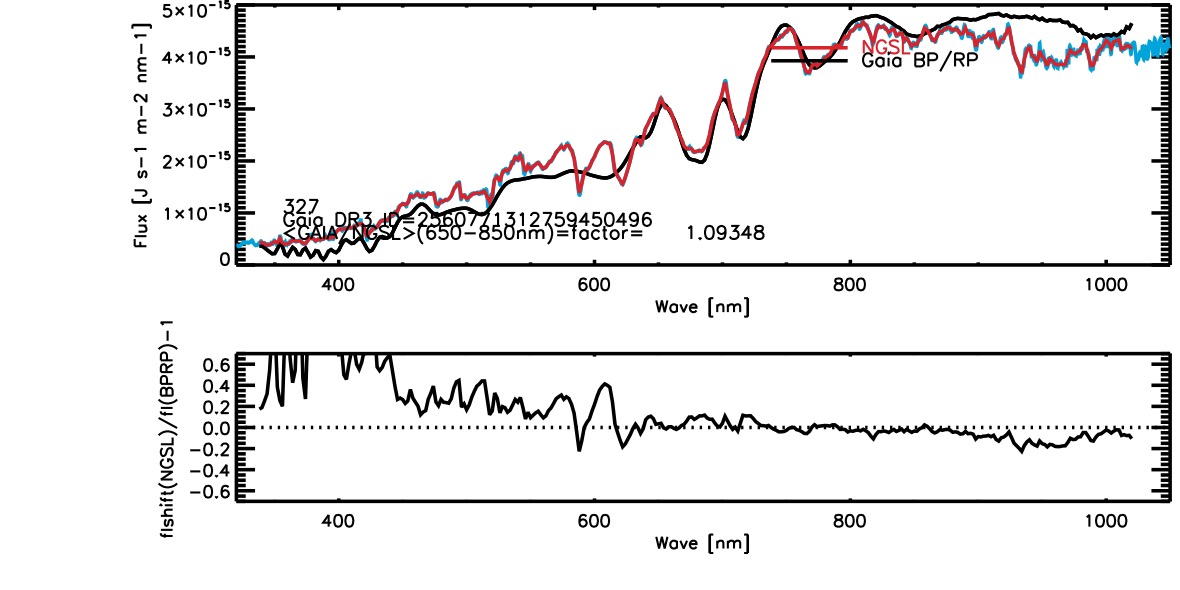 5×10−15
4×10−15
3×10−15
2×10−15
1×10−15
0
Flux [J s−1 m−2 nm−1]
NGSL
Gaia BP/RP
327
Gaia DR3 ID=2560771312759450496
<GAIA/NGSL>(650−850nm)=factor= 1.09348
400 600 800 1000
Wave [nm]
0.6
0.4
0.2
0.0
−0.2
−0.4
−0.6
flshift(NGSL)/fl(BPRP)−1
400 600 800 1000
Wave [nm]